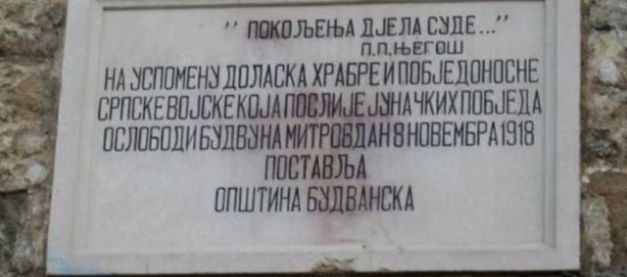 " ПОКОЉЕЊА ДЈЕЛА СУДЕ..."
П.П.ЊЕГОШ
НА УСПОМЕНУ ДОЛАСКА ХРАБРЕ И ПОБЈЕДОНОСНЕ
СРПСКЕ ВОЈСКЕ КОЈА ПОСЛИЈЕ ЈУНАЧКИХ ПОБЈЕДА
ОСЛОБОДИ БУДВУ НА МИТРОВДАН 8 НОВЕМБРА 1918
ПОСТАВЉА
ОПШТИНА БУДВАНСКА